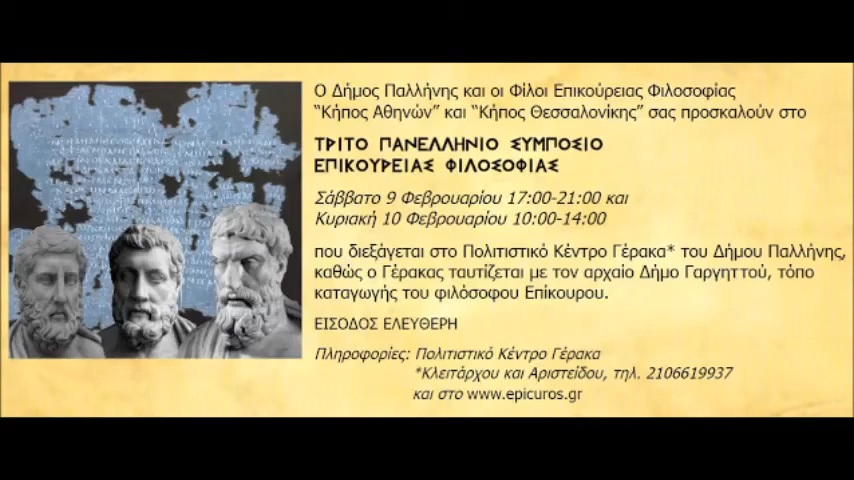 Ο Δήμος Παλλήνης και οι Φίλοι Επικούρειας Φιλοσοφίας
“Κήπος Αθηνών” και “Κήπος Θεσσαλονίκης” σας προσκαλούν στο
ΤΡΙΤΟ ΠΑΝΕΛΛΗΝΙΟ ΣΥΜΠΟΣΙΟ
ΕΠΙΚΟΥΡΕΙΑΣ ΦΙΛΟΣΟΦΙΑΣ
Σάββατο 9 Φεβρουαρίου 17:00-21:00 και
Κυριακή 10 Φεβρουαρίου 10:00-14:00
που διεξάγεται στο Πολιτιστικό Κέντρο Γέρακα* του Δήμου Παλλήνης,
καθώς ο Γέρακας ταυτίζεται με τον αρχαίο Δήμο Γαργηττού, τόπο
καταγωγής του φιλόσοφου Επίκουρου.
ΕΙΣΟΔΟΣ ΕΛΕΥΘΕΡΗ
Πληροφορίες: Πολιτιστικό Κέντρο Γέρακα
*Κλειτάρχου και Αριστείδου, τηλ. 2106619937
και στο www.epicuros.gr